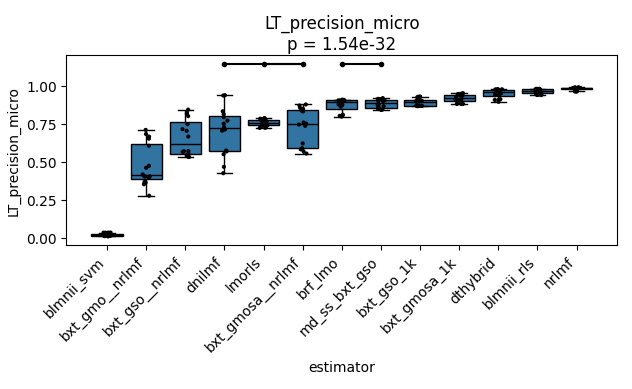 LT_precision_micro
p = 1.54e-32
LT_precision_micro
1.00
0.75
0.50
0.25
0.00
blmnii_svm
bxt_gmo__nrlmf
bxt_gso__nrlmf
dnilmf
lmorls
bxt_gmosa__nrlmf
brf_lmo
md_ss_bxt_gso
bxt_gso_1k
bxt_gmosa_1k
dthybrid
blmnii_rls
nrlmf
estimator